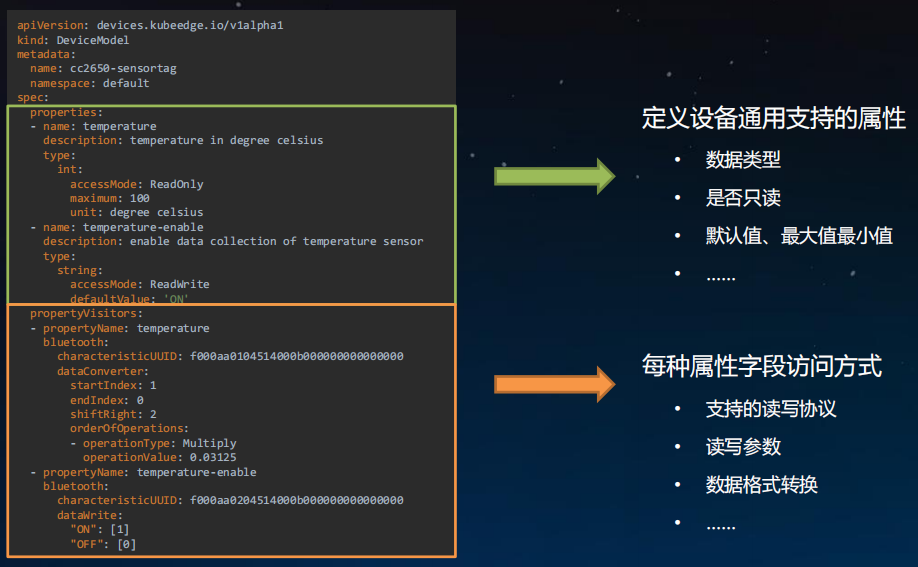 apiVersion: devices.kubeedge.io/v1alpha1
kind: DeviceModel
metadata:
  name: cc2650-sensortag
  namespace: default
spec:
  properties:
  - name: temperature
    description: temperature in degree celsius
    type:
      int:
        accessMode: ReadOnly
        maximum: 100
        unit: degree celsius
  - name: temperature-enable
    description: enable data collection of temperature sensor
    type:
      string:
        accessMode: ReadWrite
        defaultValue: 'ON'
  propertyVisitors:
  - propertyName: temperature
    bluetooth:
      characteristicUUID: f000aa0104514000b000000000000000
      dataConverter:
        startIndex: 1
        endIndex: 0
        shiftRight: 2
        orderOfOperations:
        - operationType: Multiply
          operationValue: 0.03125
  - propertyName: temperature-enable
    bluetooth:
      characteristicUUID: f000aa0204514000b000000000000000
      dataWrite:
        "ON": [1]
        "OFF": [0]
定义设备通用支持的属性
• 数据类型
• 是否只读
• 默认值、最大值最小值
• ......
每种属性字段访问方式
• 支持的读写协议
• 读写参数
• 数据格式转换
• ......